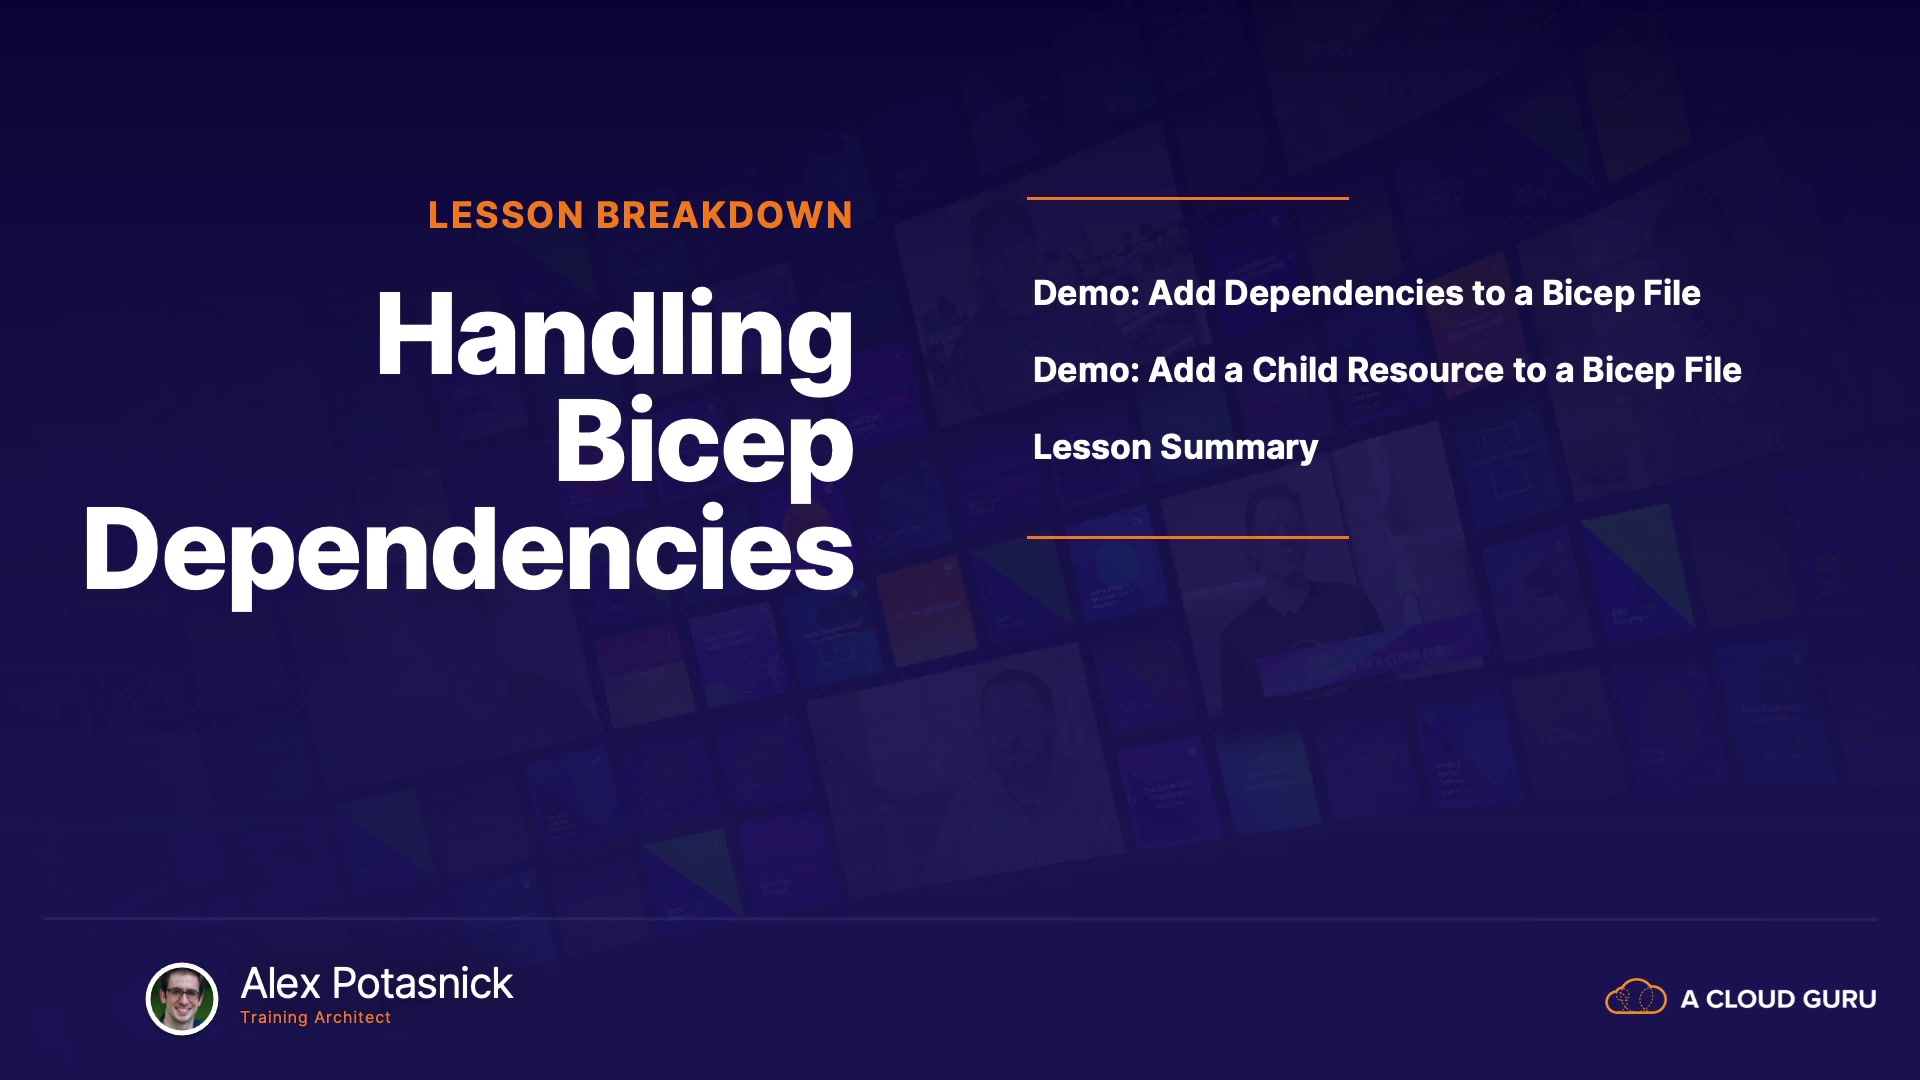 LESSON BREAKDOWN
Handling
Bicep
Dependencies
Demo: Add Dependencies to a Bicep File
Demo: Add a Child Resource to a Bicep File
Lesson Summary
Alex Potasnick
Training Architect
A CLOUD GURU